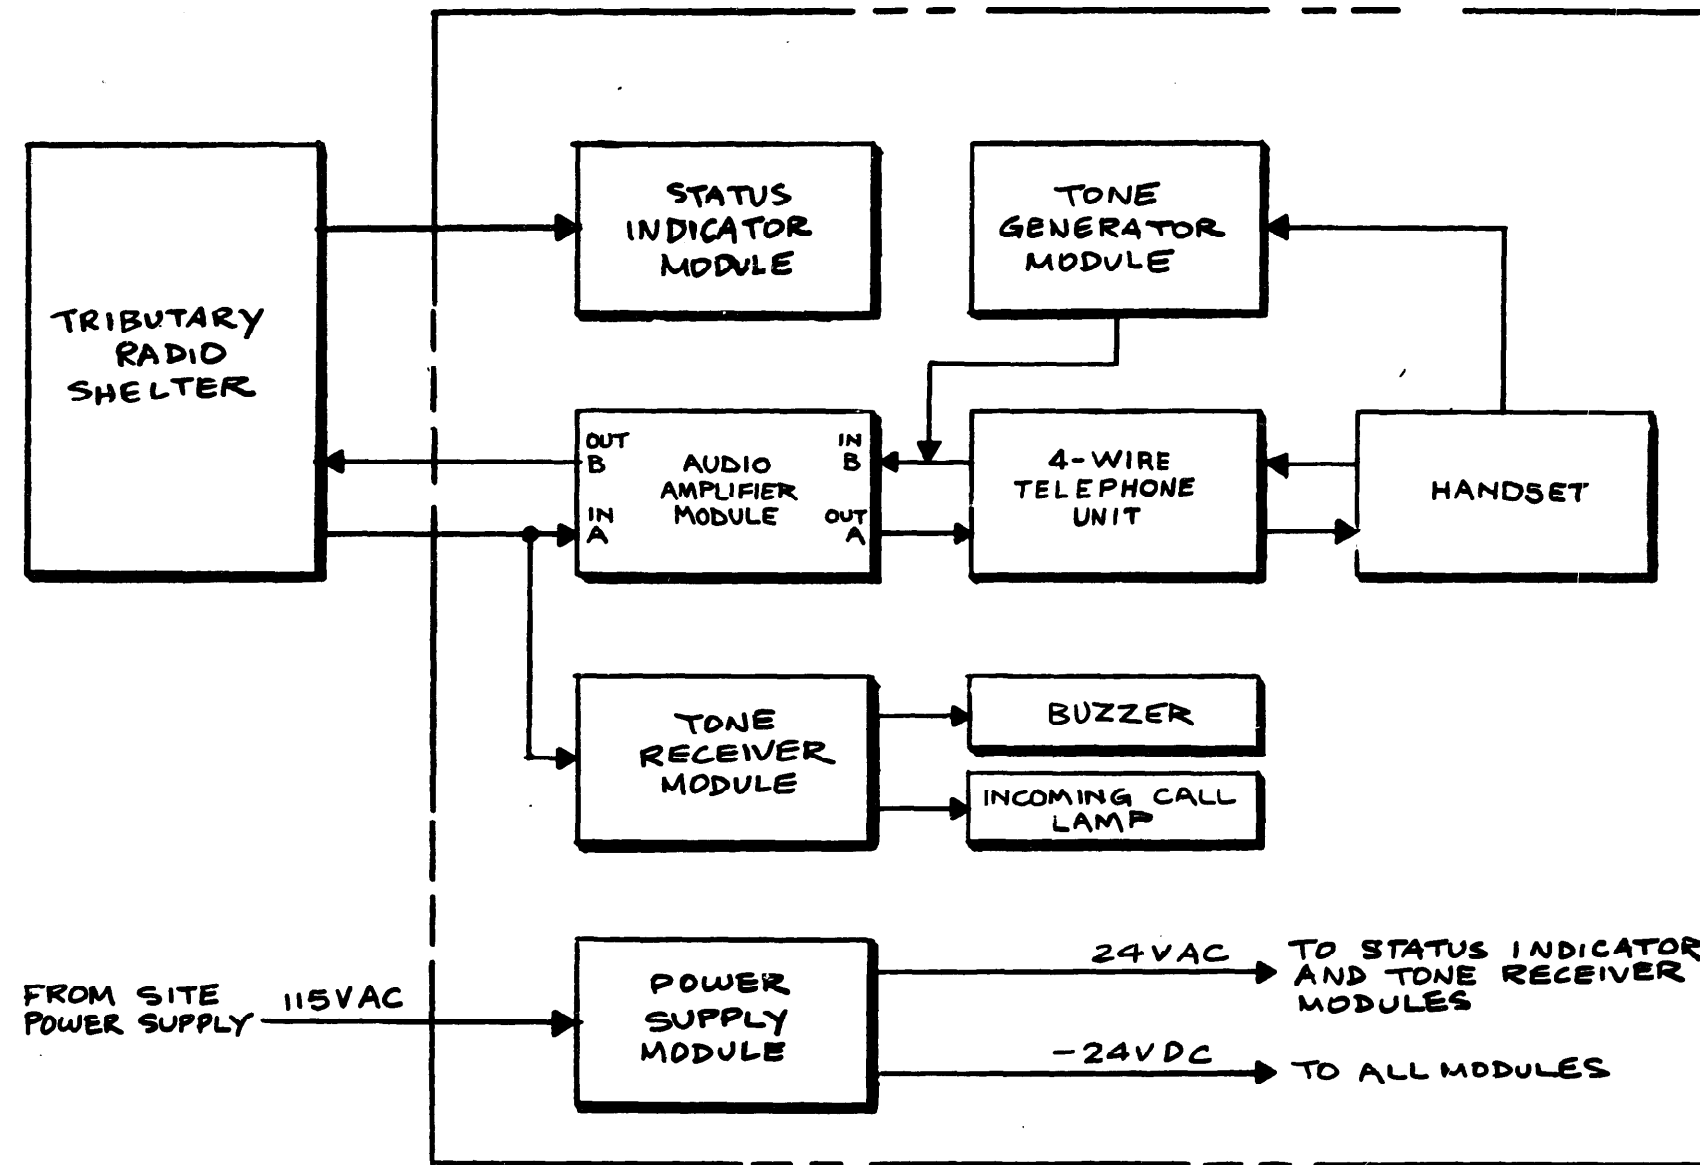 STATUS
INDICATOR
MODULE
TONE
GENERATOR
MODULE
TRIBUTARY
RADIO
SHELTER
OUT
B
IN
A
AUDIO
AMPLIFIER
MODULE
IN
B
OUT
A
4-WIRE
TELEPHONE
UNIT
HANDSET
TONE
RECEIVER
MODULE
BUZZER
INCOMING CALL
LAMP
FROM SITE
POWER SUPPLY
115VAC
POWER
SUPPLY
MODULE
24VAC
TO STATUS INDICATOR
AND TONE RECEIVER
MODULES
-24VDC
TO ALL MODULES